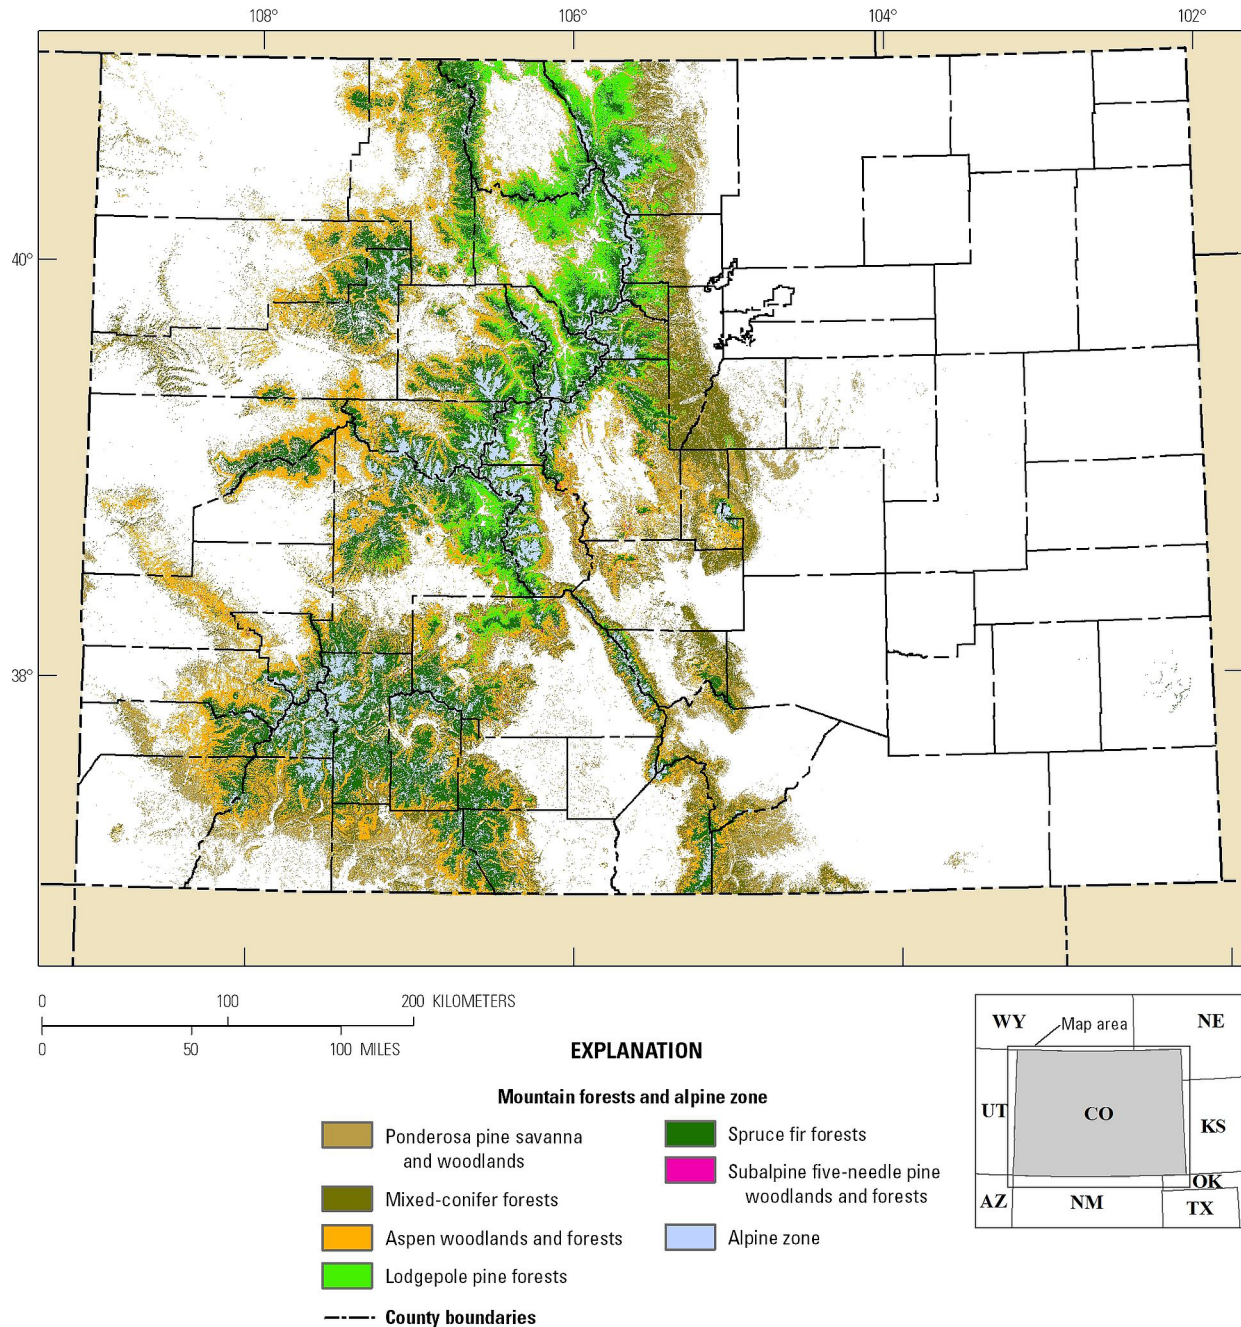 108°
106°
104°
102°
40°
38°
0
100
200 KILOMETERS
0
50
100 MILES
EXPLANATION
Mountain forests and alpine zone
Ponderosa pine savanna
and woodlands
Mixed-conifer forests
Aspen woodlands and forests
Lodgepole pine forests
County boundaries
Spruce fir forests
Subalpine five-needle pine
woodlands and forests
Alpine zone
WY
Map area
NE
UT
CO
KS
OK
AZ
NM
TX